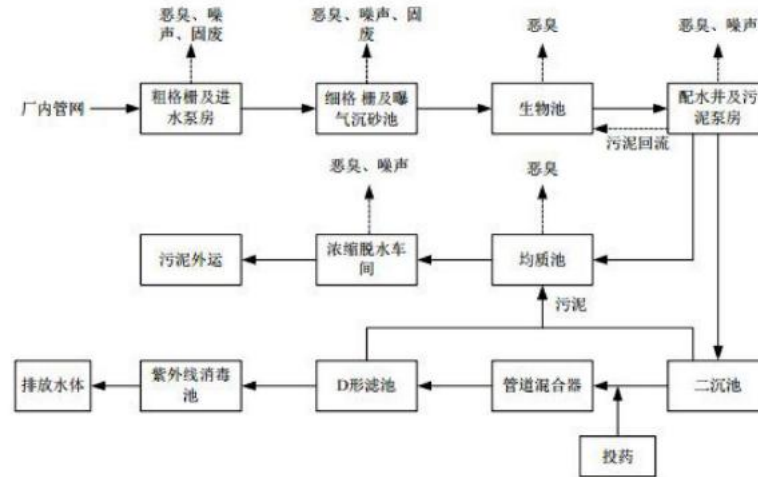 恶臭、噪
声、固废
恶臭、噪声、固
废
恶臭
恶臭、噪声
厂内管网
粗格栅及进
水泵房
细格 栅及曝
气沉砂池
生物池
配水井及污
泥泵房
污泥回流
恶臭、噪声
恶臭
污泥外运
浓缩脱水车
间
均质池
污泥
排放水体
紫外线消毒
池
D形滤池
管道混合器
二沉池
投药